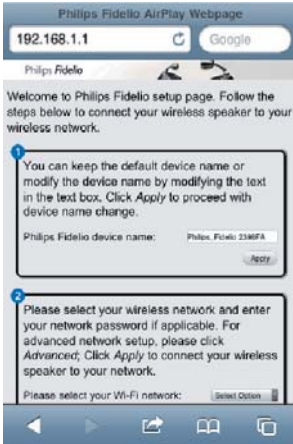 Philips Fidelio AirPlay Webpage
192.168.1.1
Google
Philips Fidelio
Welcome to Philips Fidelio setup page. Follow the
steps below to connect your wireless speaker to your
wireless network.
1
You can keep the default device name or
modify the device name by modifying the text
in the text box. Click Apply to proceed with
device name change.
Philips Fidelio device name:
Philips_Fidelio 2398FA
Apply
2
Please select your wireless network and enter
your network password if applicable. For
advanced network setup, please click
Advanced; Click Apply to connect your wireless
speaker to your network.
Please select your Wi-Fi network:
Select Option